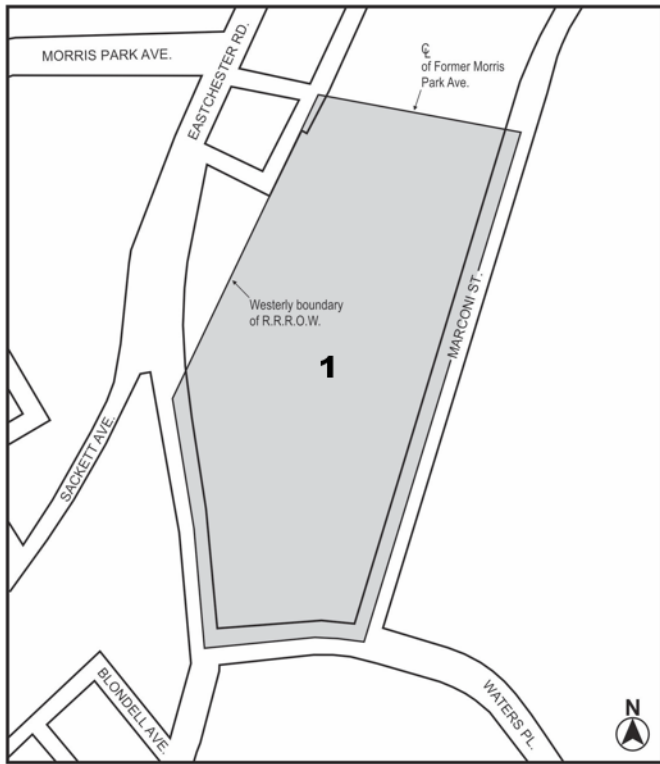 MORRIS PARK AVE.
EASTCHESTER RD.
℄
of Former Morris
Park Ave.
Westerly boundary
of R.R.R.O.W.
MARCONI ST.
1
SACKETT AVE.
BLONDELL AVE.
WATERS PL.
N